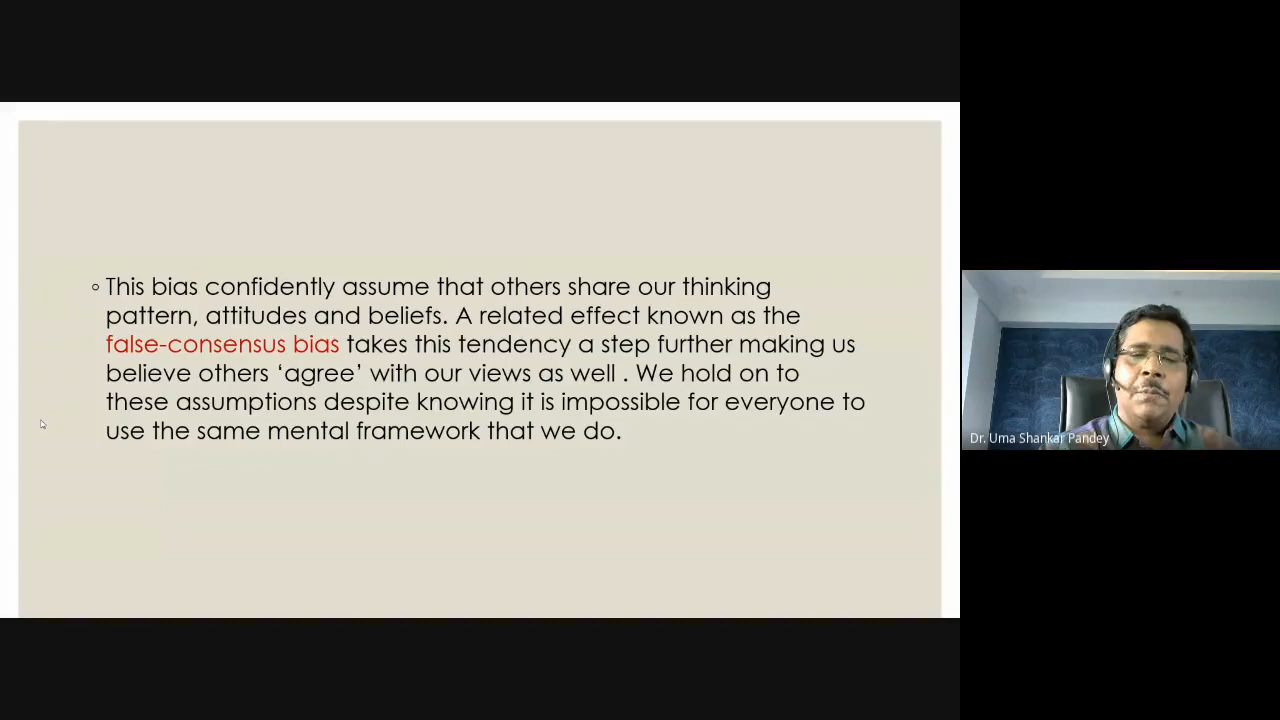 ◦ This bias confidently assume that others share our thinking
pattern, attitudes and beliefs. A related effect known as the
false-consensus bias takes this tendency a step further making us
believe others ‘agree’ with our views as well . We hold on to
these assumptions despite knowing it is impossible for everyone to
use the same mental framework that we do.
Dr. Uma Shankar Pandey